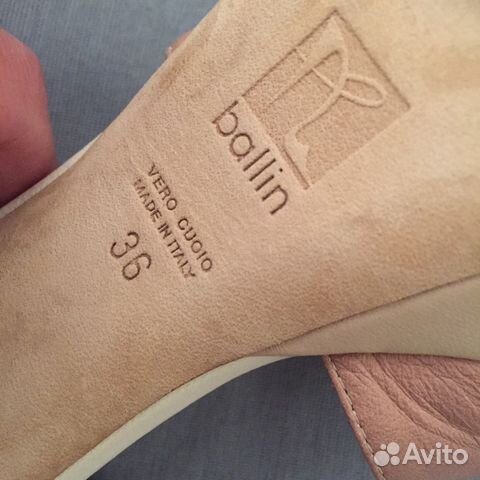 ballin
VERO CUOIO
MADE IN ITALY
36
Avito